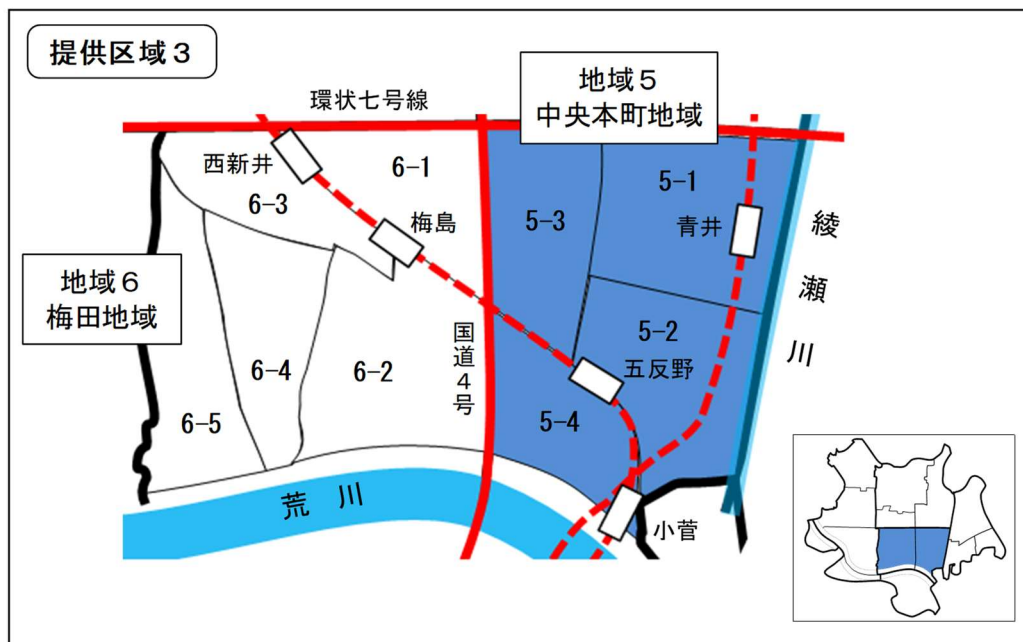 提供区域３
環状七号線
地域５
中央本町地域
西新井
6-1
5-1
6-3
梅島
5-3
青井
綾瀬川
地域６
梅田地域
国道４号
5-2
五反野
6-4
6-2
6-5
5-4
荒川
小菅